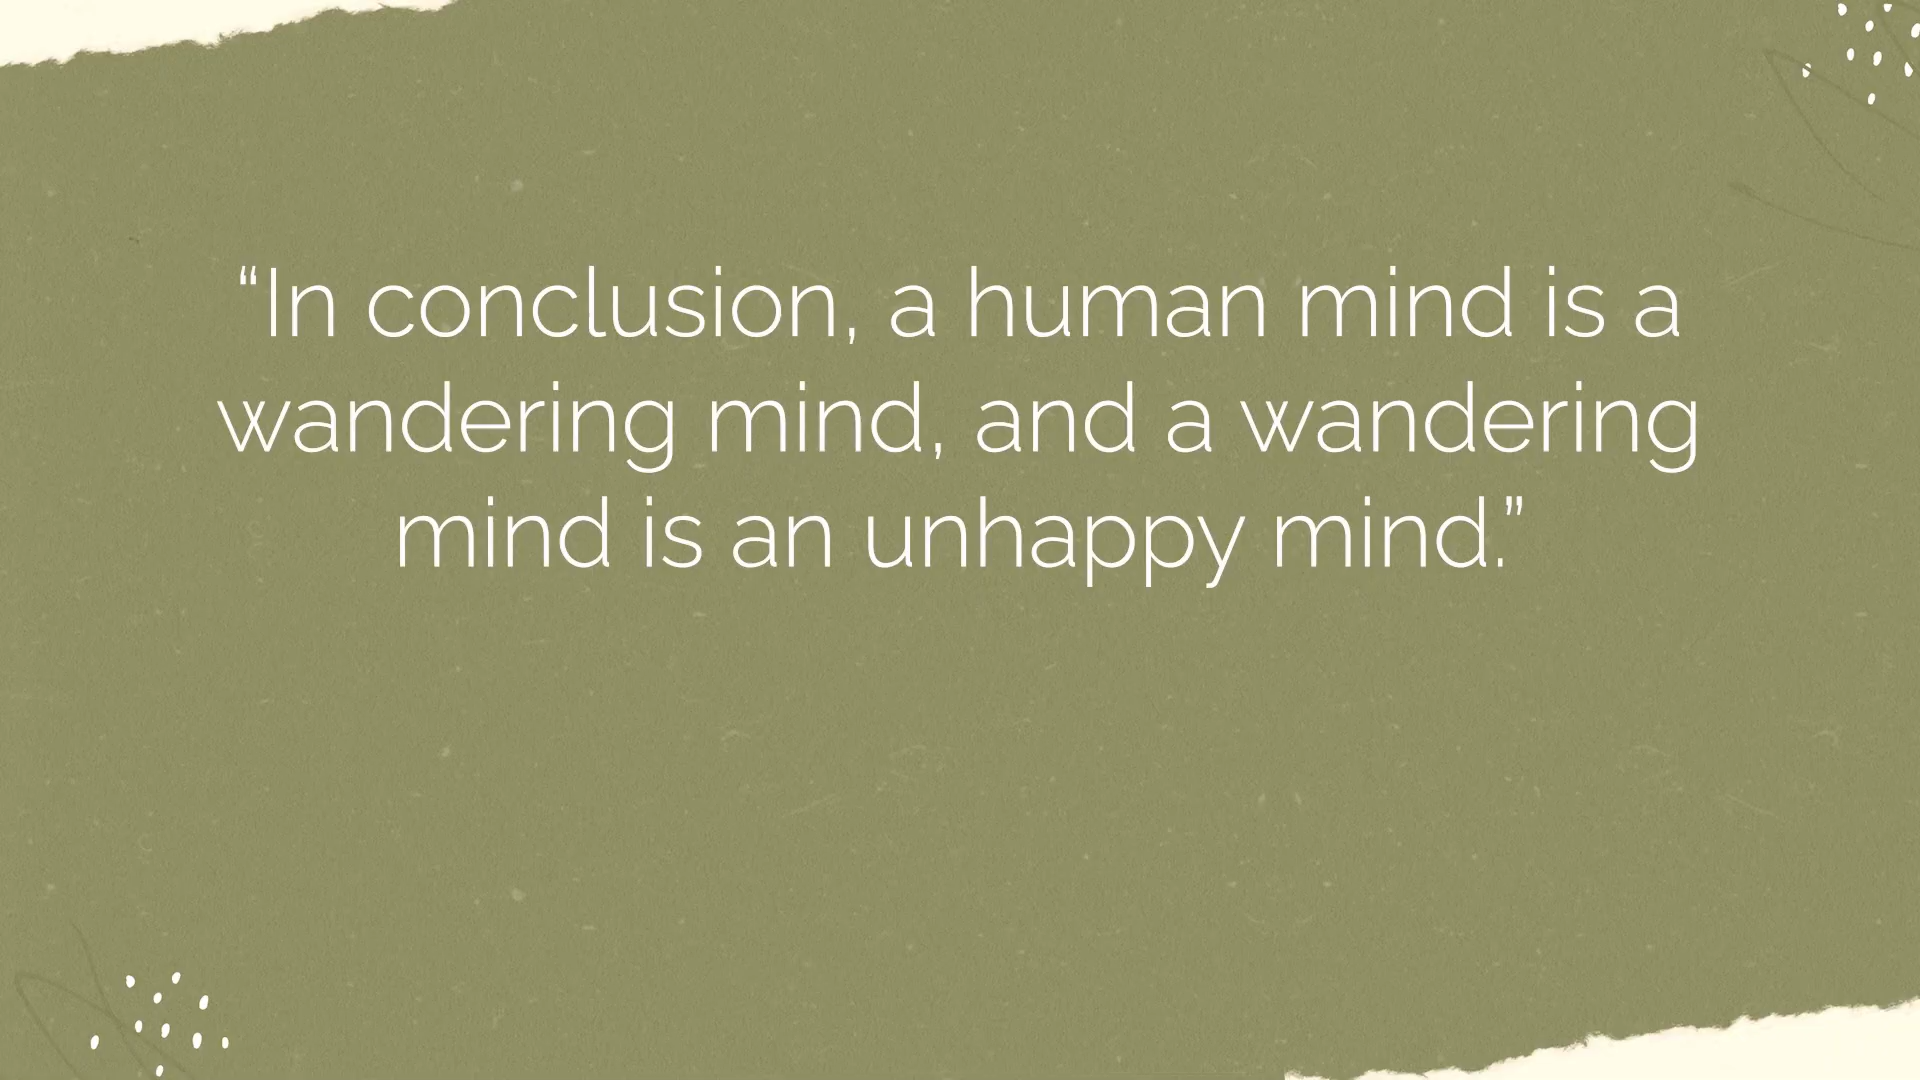 “In conclusion, a human mind is a
wandering mind, and a wandering
mind is an unhappy mind.”